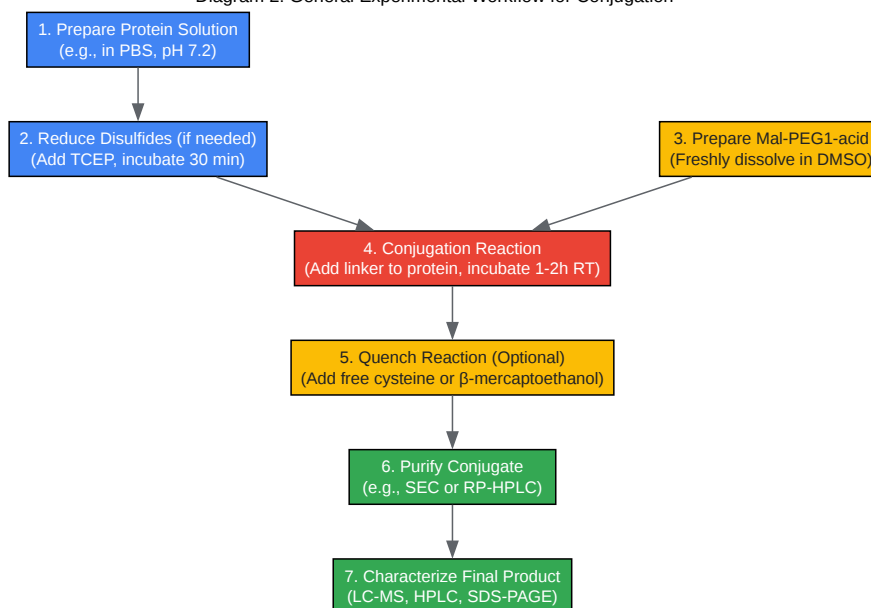 Diagram 2: General Experimental Workflow for Conjugation
1. Prepare Protein Solution
(e.g., in PBS, pH 7.2)
2. Reduce Disulfides (if needed)
(Add TCEP, incubate 30 min)
3. Prepare Mal-PEG1-acid
(Freshly dissolve in DMSO)
4. Conjugation Reaction
(Add linker to protein, incubate 1-2h RT)
5. Quench Reaction (Optional)
(Add free cysteine or β-mercaptoethanol)
6. Purify Conjugate
(e.g., SEC or RP-HPLC)
7. Characterize Final Product
(LC-MS, HPLC, SDS-PAGE)